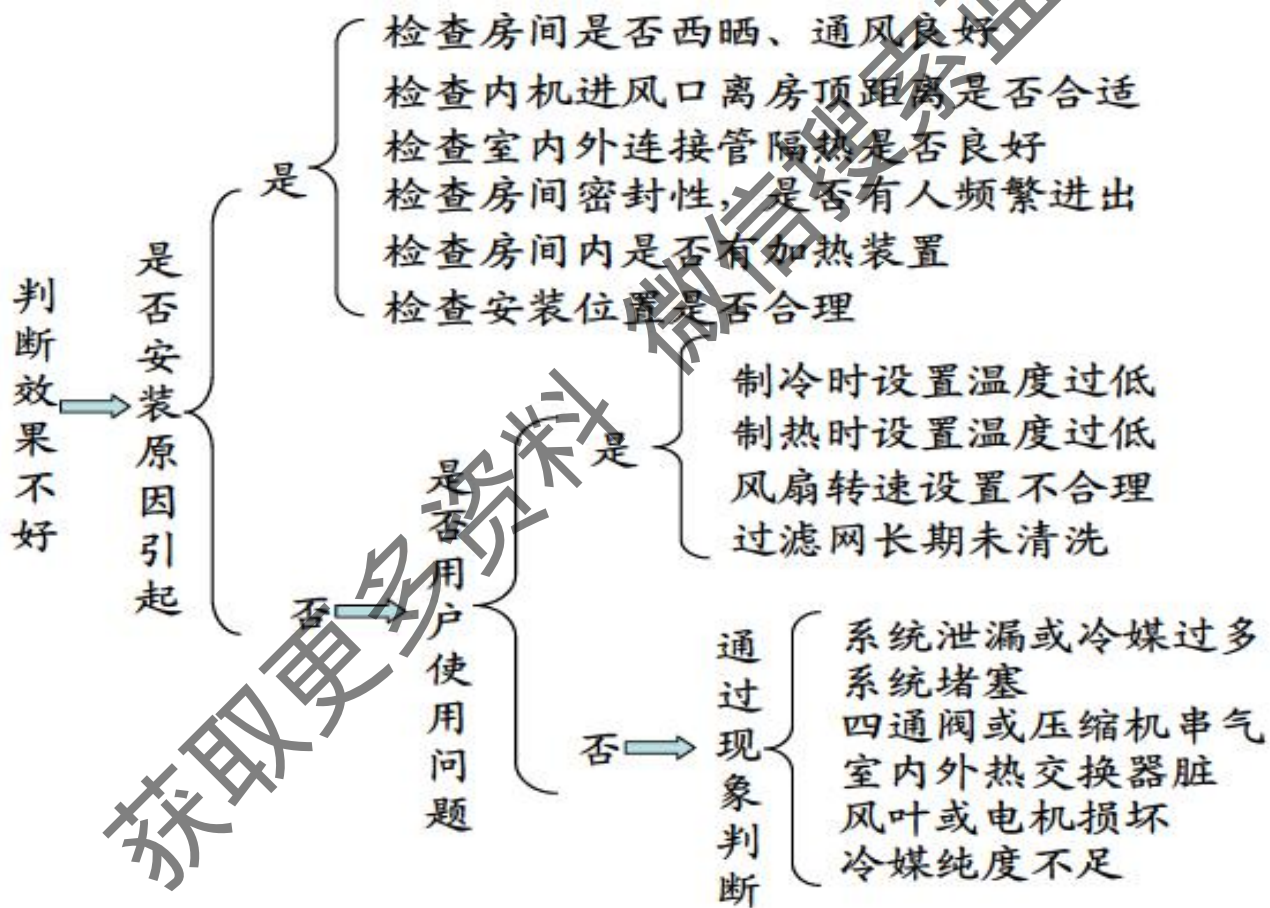 检查房间是否西晒、通风良好
检查内机进风口离房顶距离是否合适
检查室内外连接管隔热是否良好
检查房间密封性，是否有人频繁进出
检查房间内是否有加热装置
检查安装位置是否合理
是
判断效果不好
是否安装原因引起
否
是否用户使用问题
是
制冷时设置温度过低
制热时设置温度过低
风扇转速设置不合理
过滤网长期未清洗
否
通过现象判断
系统泄漏或冷媒过多
系统堵塞
四通阀或压缩机串气
室内外热交换器脏
风叶或电机损坏
冷媒纯度不足
获取更多资料 微信搜索